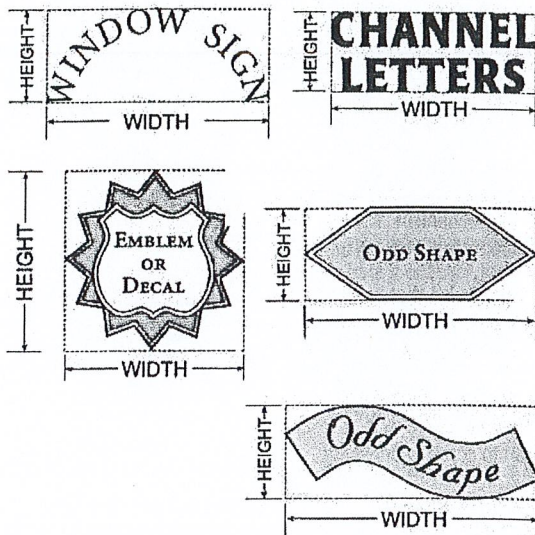 HEIGHT
WINDOW SIGN
WIDTH
HEIGHT
CHANNEL
LETTERS
WIDTH
HEIGHT
EMBLEM
OR
DECAL
WIDTH
HEIGHT
ODD SHAPE
WIDTH
HEIGHT
Odd Shape
WIDTH